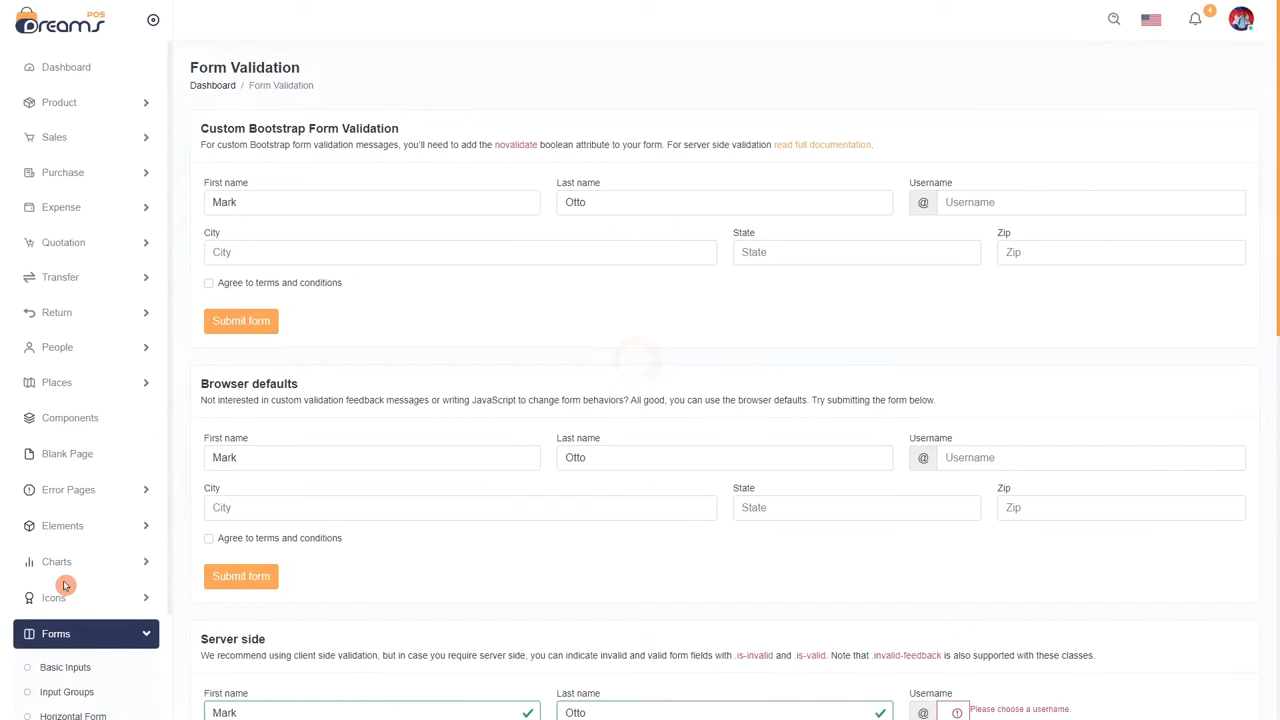 DREAMS POS
4
Dashboard
Product
Sales
Purchase
Expense
Quotation
Transfer
Return
People
Places
Components
Blank Page
Error Pages
Elements
Charts
Icons
Forms
Basic Inputs
Input Groups
Horizontal Form
Form Validation
Dashboard / Form Validation
Custom Bootstrap Form Validation
For custom Bootstrap form validation messages, you’ll need to add the novalidate boolean attribute to your form. For server side validation read full documentation.
First name Last name Username
Mark Otto @ Username
City State Zip
City State Zip
Agree to terms and conditions
Submit form
Browser defaults
Not interested in custom validation feedback messages or writing JavaScript to change form behaviors? All good, you can use the browser defaults. Try submitting the form below.
First name Last name Username
Mark Otto @ Username
City State Zip
City State Zip
Agree to terms and conditions
Submit form
Server side
We recommend using client side validation, but in case you require server side, you can indicate invalid and valid form fields with .is-invalid and .is-valid. Note that .invalid-feedback is also supported with these classes.
First name Last name Username
Mark Otto @ Please choose a username.